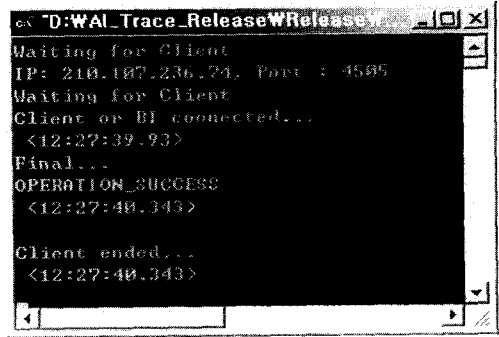 "D:₩AI_Trace_Release₩Release₩...
Waiting for Client
IP: 210.107.236.74, Port : 4505
Waiting for Client
Client or BI connected...
<12:27:39.93>
Final...
OPERATION_SUCCESS
<12:27:40.343>
Client ended...
<12:27:40.343>